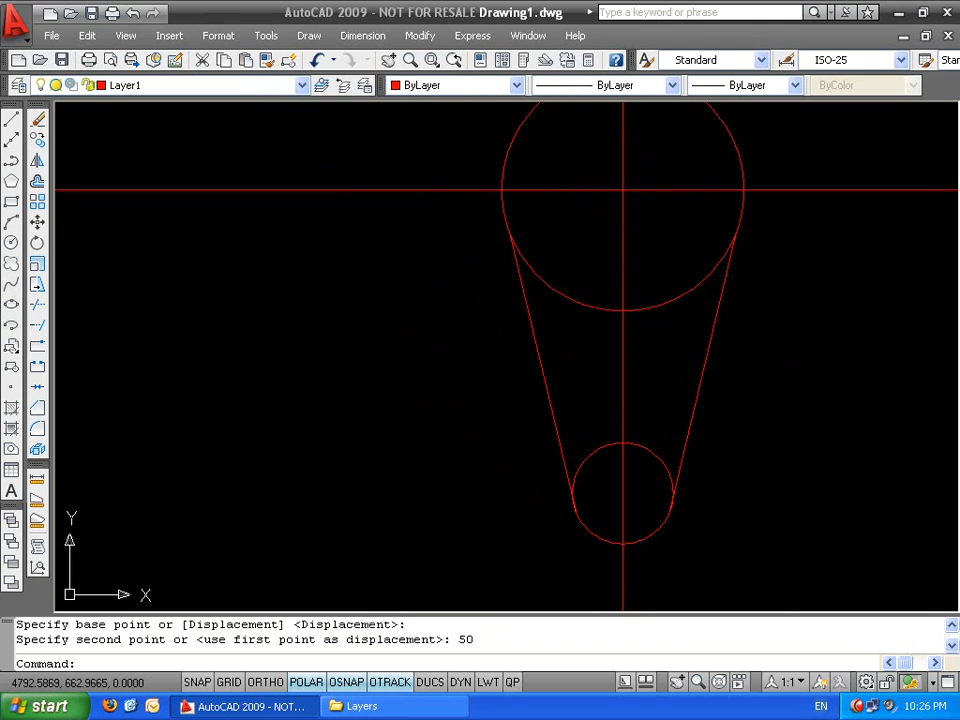 AutoCAD 2009 - NOT FOR RESALE Drawing1.dwg
Type a keyword or phrase
File Edit View Insert Format Tools Draw Dimension Modify Express Window Help
Standard ISO-25 Stan
Layer1 ByLayer ByLayer ByLayer ByColor
A
Y
X
Specify base point or [Displacement] <Displacement>:
Specify second point or <use first point as displacement>: 50
Command:
4792.5869, 662.9665, 0.0000 SNAP GRID ORTHO POLAR OSNAP OTRACK DUCS DYN LWT QP 1:1
start AutoCAD 2009 - NOT... Layers EN 10:26 PM